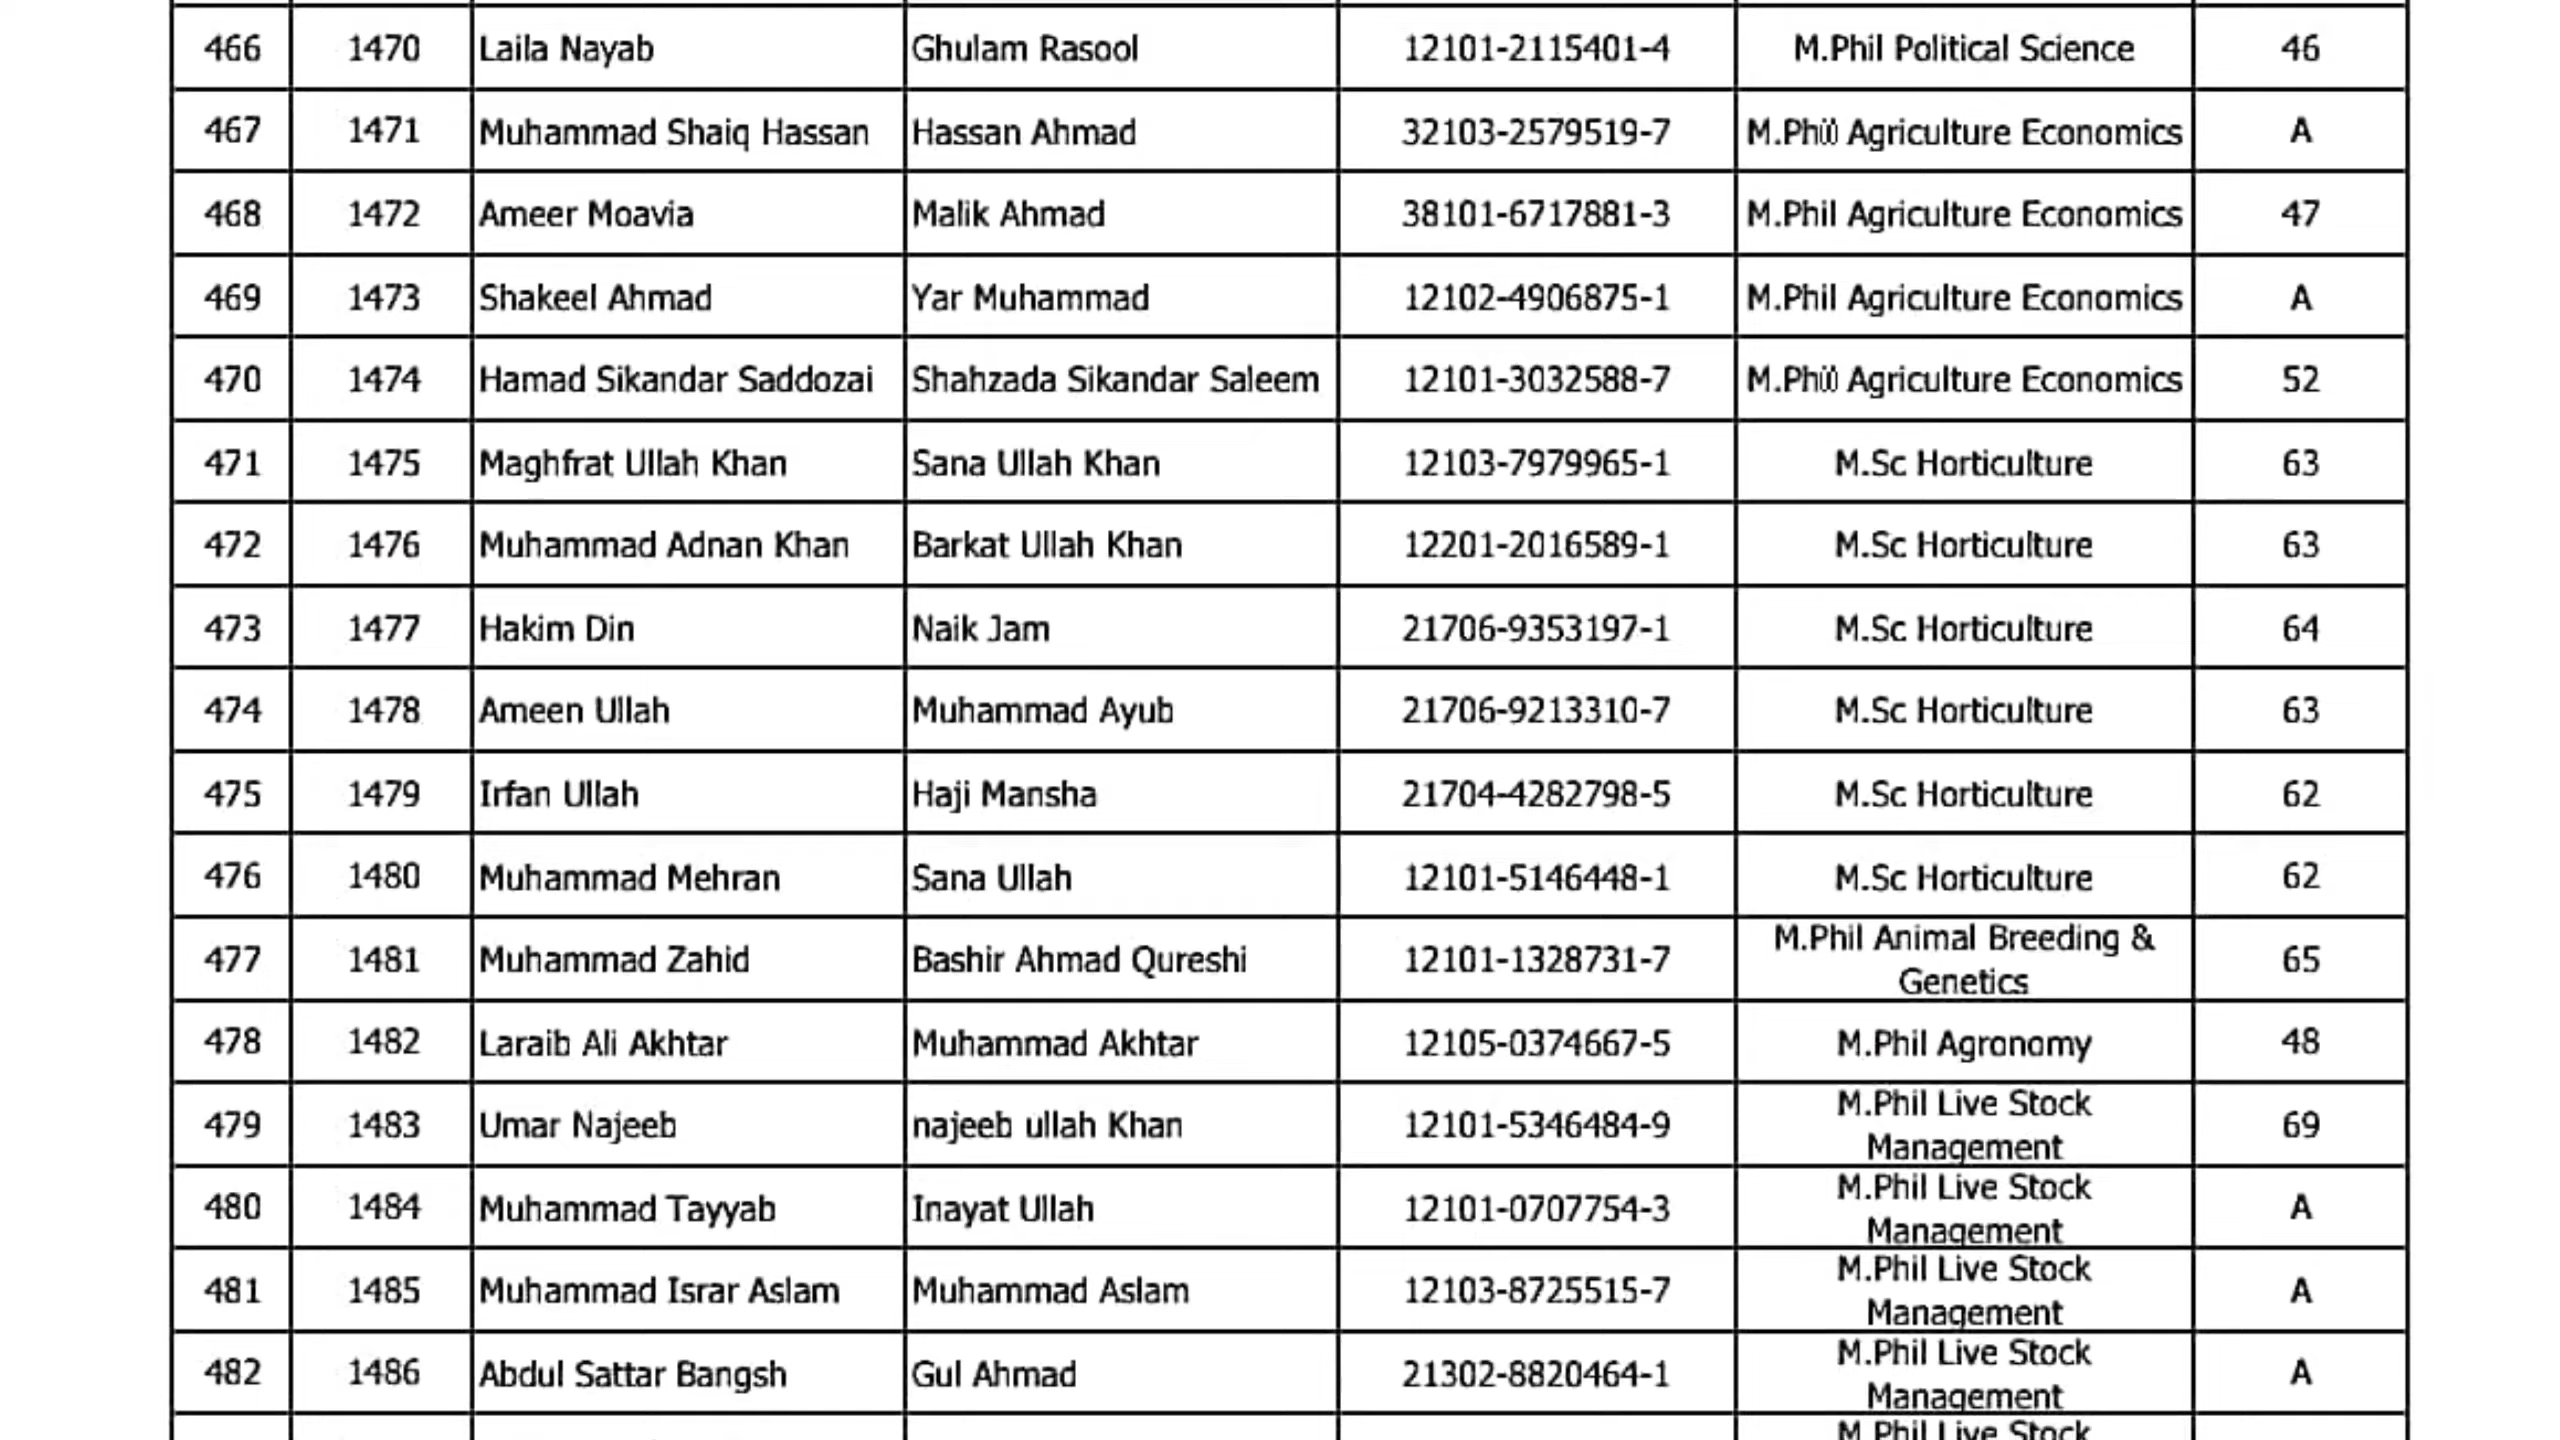 466 1470 Laila Nayab Ghulam Rasool 12101-2115401-4 M.Phil Political Science 46
467 1471 Muhammad Shaiq Hassan Hassan Ahmad 32103-2579519-7 M.Phil Agriculture Economics A
468 1472 Ameer Moavia Malik Ahmad 38101-6717881-3 M.Phil Agriculture Economics 47
469 1473 Shakeel Ahmad Yar Muhammad 12102-4906875-1 M.Phil Agriculture Economics A
470 1474 Hamad Sikandar Saddozai Shahzada Sikandar Saleem 12101-3032588-7 M.Phil Agriculture Economics 52
471 1475 Maghfrat Ullah Khan Sana Ullah Khan 12103-7979965-1 M.Sc Horticulture 63
472 1476 Muhammad Adnan Khan Barkat Ullah Khan 12201-2016589-1 M.Sc Horticulture 63
473 1477 Hakim Din Naik Jam 21706-9353197-1 M.Sc Horticulture 64
474 1478 Ameen Ullah Muhammad Ayub 21706-9213310-7 M.Sc Horticulture 63
475 1479 Irfan Ullah Haji Mansha 21704-4282798-5 M.Sc Horticulture 62
476 1480 Muhammad Mehran Sana Ullah 12101-5146448-1 M.Sc Horticulture 62
477 1481 Muhammad Zahid Bashir Ahmad Qureshi 12101-1328731-7 M.Phil Animal Breeding &
Genetics 65
478 1482 Laraib Ali Akhtar Muhammad Akhtar 12105-0374667-5 M.Phil Agronomy 48
479 1483 Umar Najeeb najeeb ullah Khan 12101-5346484-9 M.Phil Live Stock
Management 69
480 1484 Muhammad Tayyab Inayat Ullah 12101-0707754-3 M.Phil Live Stock
Management A
481 1485 Muhammad Israr Aslam Muhammad Aslam 12103-8725515-7 M.Phil Live Stock
Management A
482 1486 Abdul Sattar Bangsh Gul Ahmad 21302-8820464-1 M.Phil Live Stock
Management A
M.Phil Live Stock